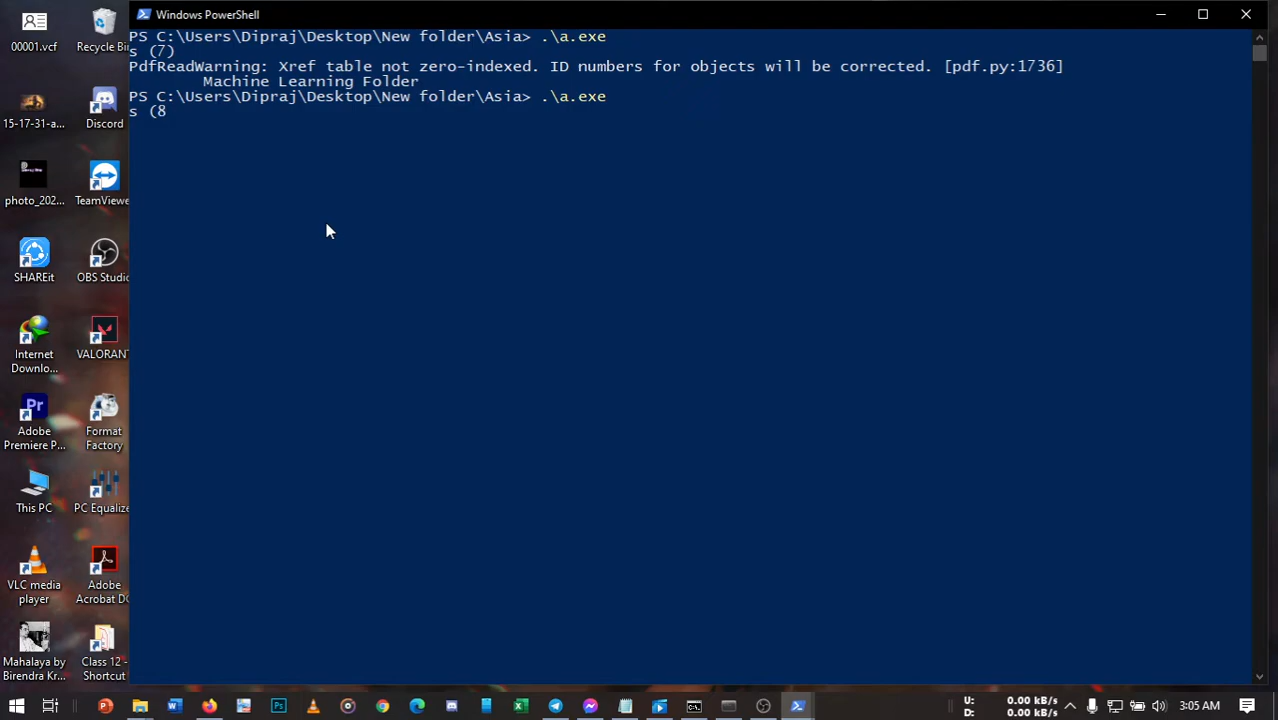 Windows PowerShell
PS C:\Users\Dipraj\Desktop\New folder\Asia> .\a.exe
s (7)
PdfReadWarning: Xref table not zero-indexed. ID numbers for objects will be corrected. [pdf.py:1736]
Machine Learning Folder
PS C:\Users\Dipraj\Desktop\New folder\Asia> .\a.exe
s (8
00001.vcf
Recycle Bin
15-17-31-a...
Discord
photo_202...
TeamViewe
SHAREit
OBS Studio
Internet
Downlo...
VALORANT
Pr
Adobe
Premiere P...
Format
Factory
This PC
PC Equalize
VLC media
player
Adobe
Acrobat DC
Mahalaya by
Birendra Kr...
Class 12 -
Shortcut
Ps
U: 0.00 kB/s
D: 0.00 kB/s
3:05 AM